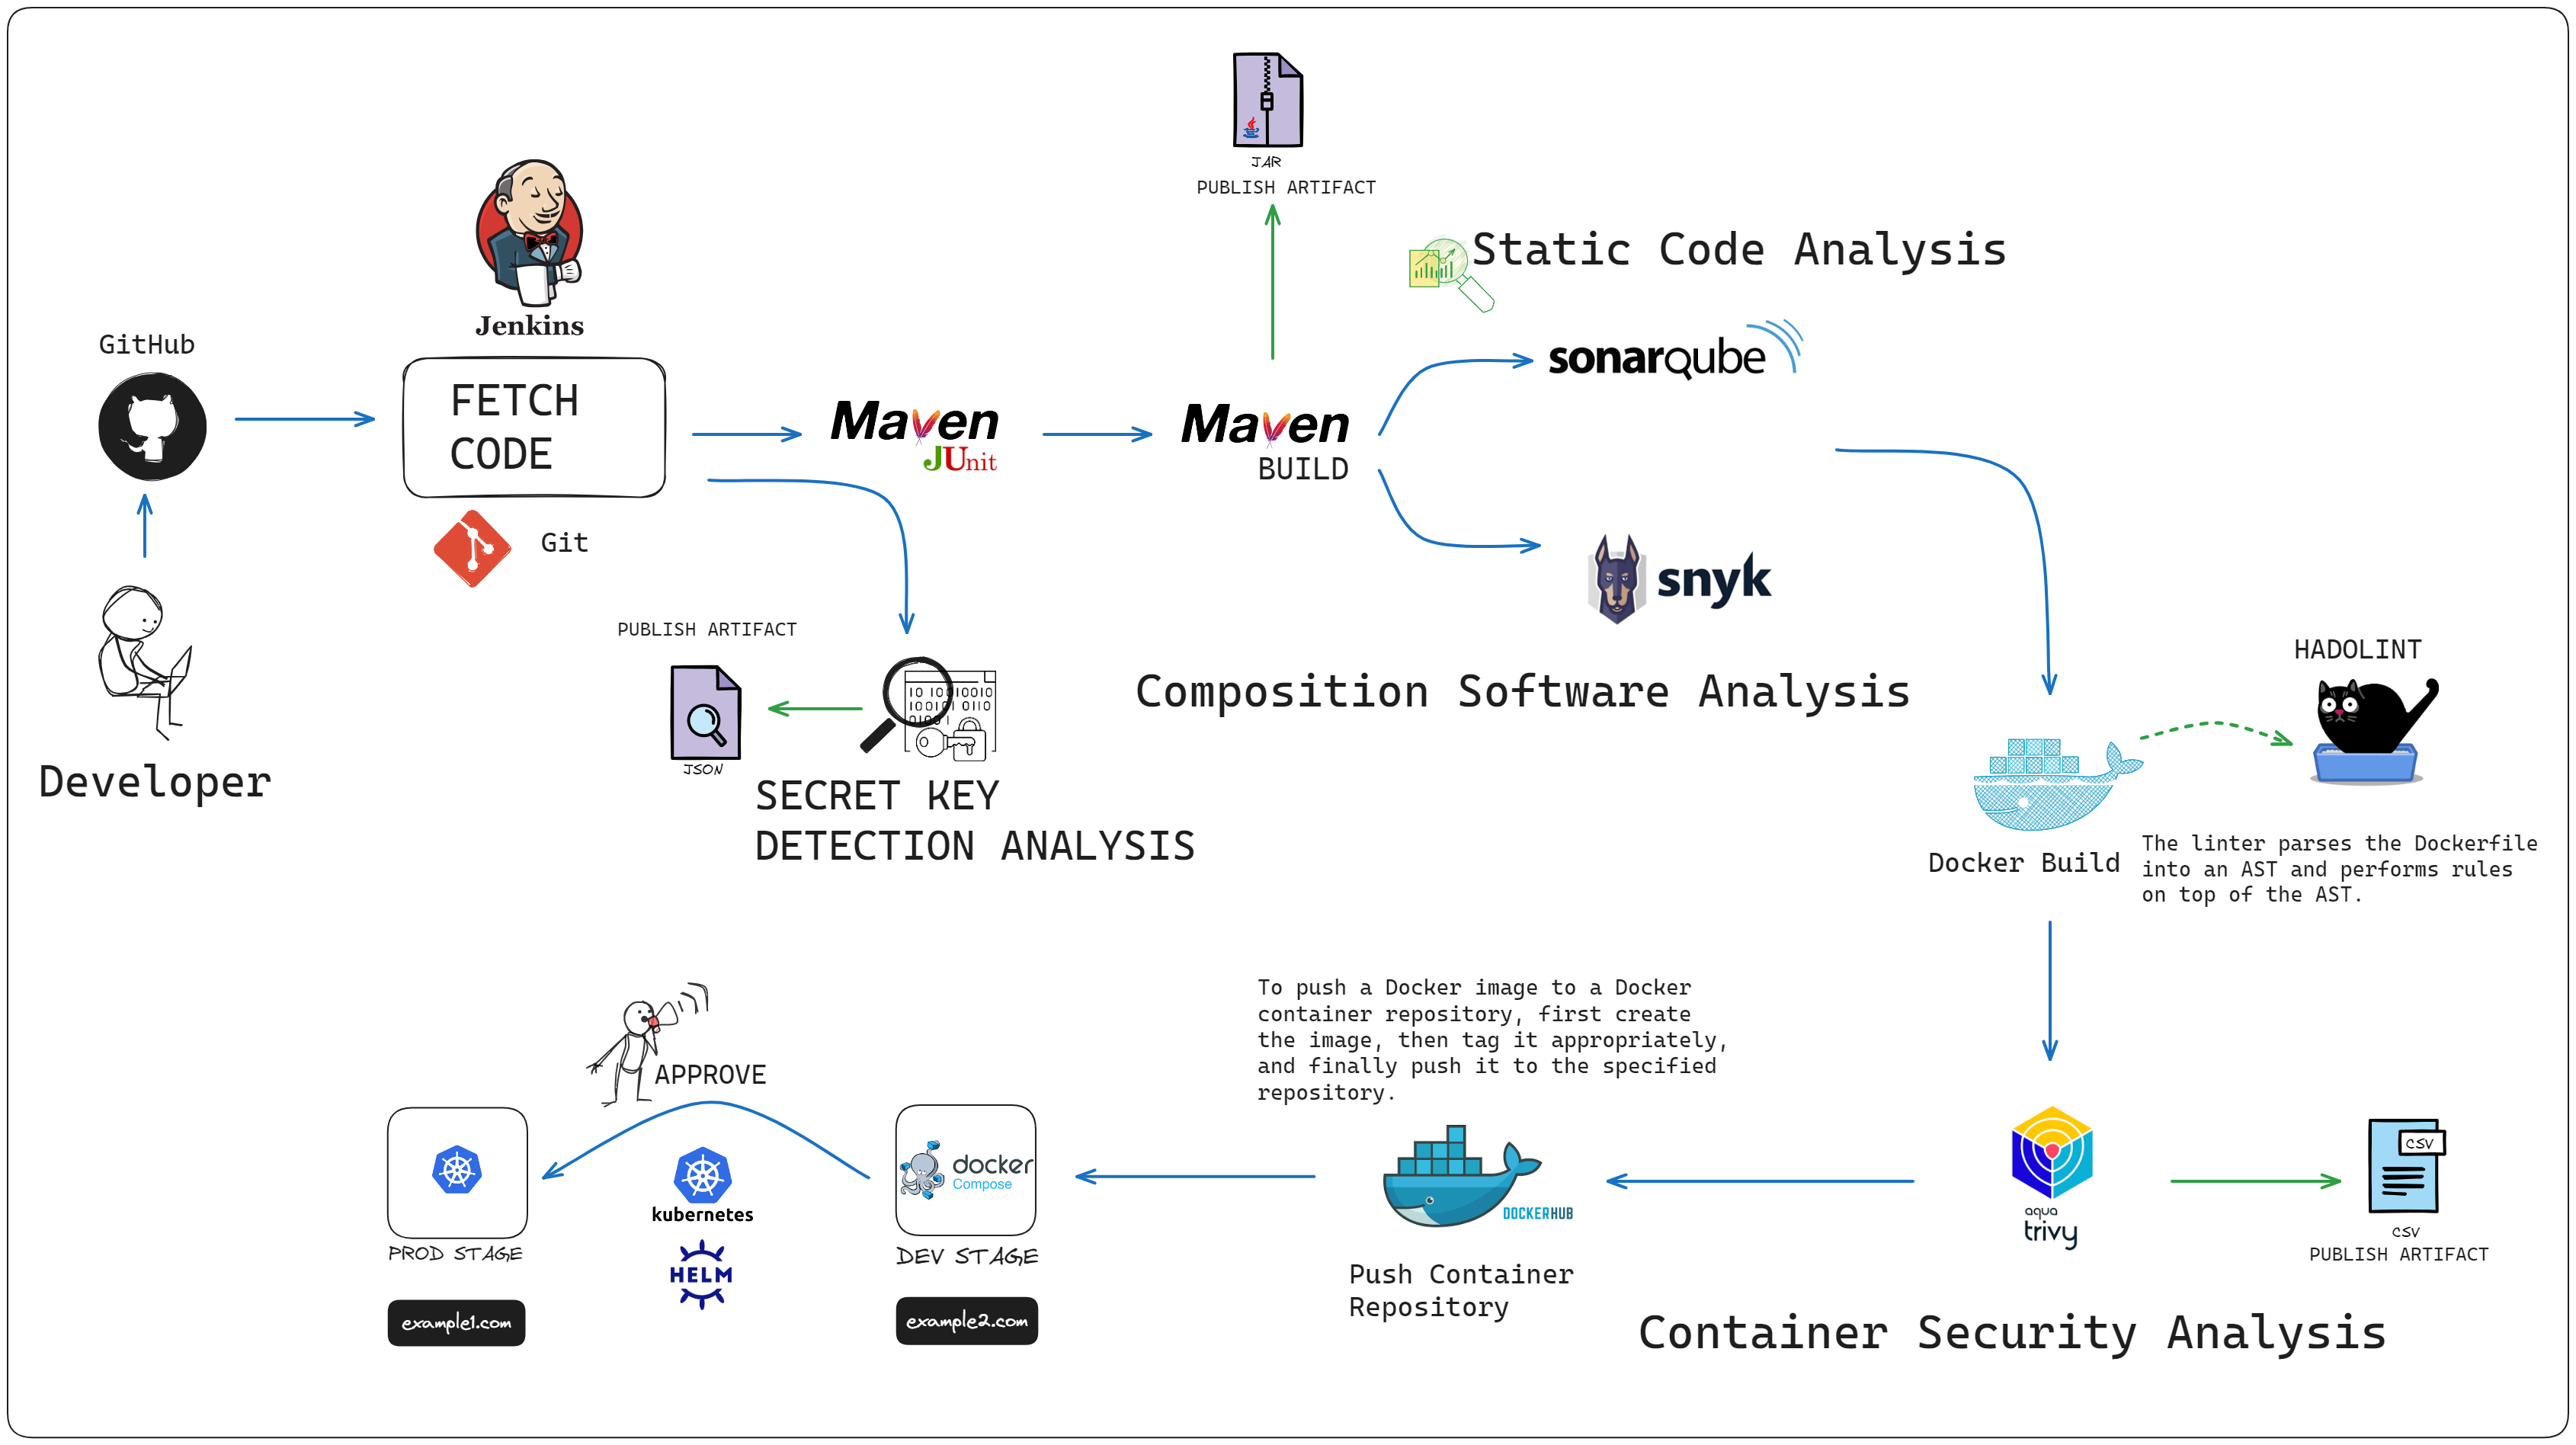 JAR
PUBLISH ARTIFACT
Static Code Analysis
Jenkins
GitHub
FETCH
CODE
Git
Maven
JUnit
Maven
BUILD
sonarqube
snyk
Composition Software Analysis
PUBLISH ARTIFACT
JSON
10 10010010
100101 0110
01001
SECRET KEY
DETECTION ANALYSIS
Developer
HADOLINT
Docker Build
The linter parses the Dockerfile
into an AST and performs rules
on top of the AST.
To push a Docker image to a Docker
container repository, first create
the image, then tag it appropriately,
and finally push it to the specified
repository.
APPROVE
docker
Compose
kubernetes
HELM
PROD STAGE
DEV STAGE
example1.com
example2.com
DOCKERHUB
Push Container
Repository
aqua
trivy
CSV
CSV
PUBLISH ARTIFACT
Container Security Analysis